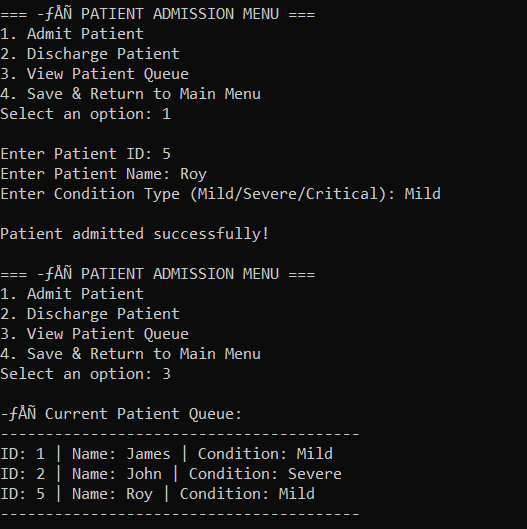 === -ƒÅÑ PATIENT ADMISSION MENU ===
1. Admit Patient
2. Discharge Patient
3. View Patient Queue
4. Save & Return to Main Menu
Select an option: 1
Enter Patient ID: 5
Enter Patient Name: Roy
Enter Condition Type (Mild/Severe/Critical): Mild
Patient admitted successfully!
=== -ƒÅÑ PATIENT ADMISSION MENU ===
1. Admit Patient
2. Discharge Patient
3. View Patient Queue
4. Save & Return to Main Menu
Select an option: 3
-ƒÅÑ Current Patient Queue:
----------------------------------------
ID: 1 | Name: James | Condition: Mild
ID: 2 | Name: John | Condition: Severe
ID: 5 | Name: Roy | Condition: Mild
----------------------------------------